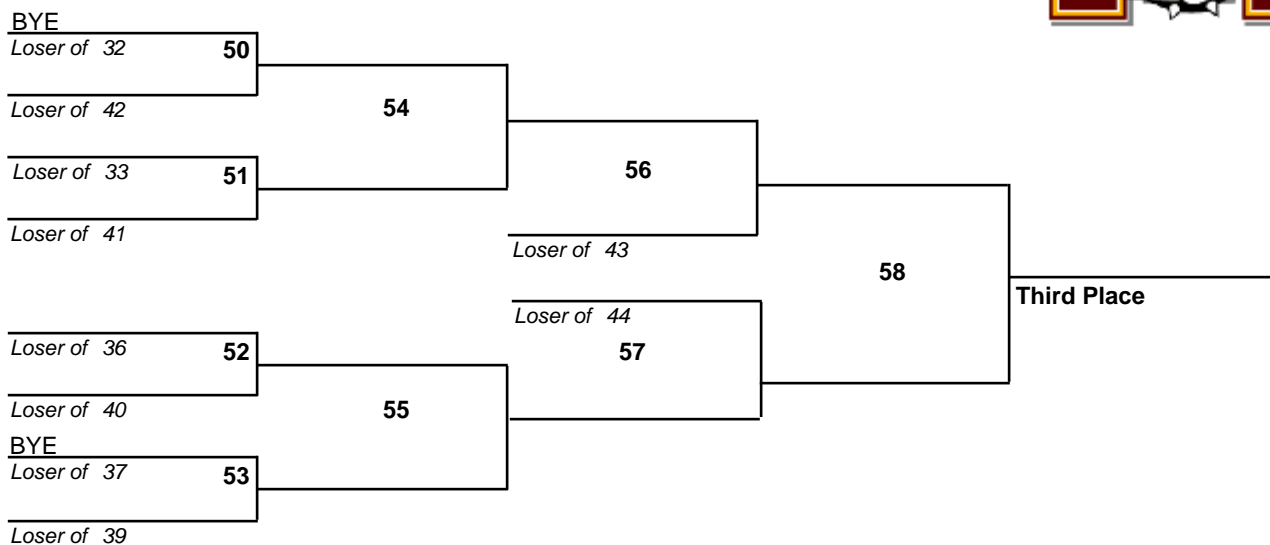 BYE
Loser of 32
50
Loser of 42
54
Loser of 33
51
56
Loser of 41
Loser of 43
58
Third Place
Loser of 44
Loser of 36
52
57
Loser of 40
55
BYE
Loser of 37
53
Loser of 39